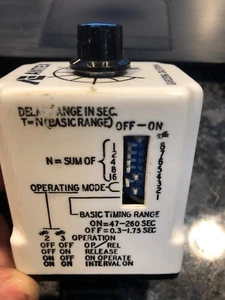 DELAY RANGE IN SEC.
T=N (BASIC RANGE)
OFF-ON
N = SUM OF
1
2
4
8
16
8
7
6
5
4
3
2
1
OPERATING MODE
BASIC TIMING RANGE
ON=47-260 SEC
OFF=0.3-1.75 SEC
2 3 OPERATION
OFF OFF OP/REL
OFF ON RELEASE
ON OFF ON OPERATE
ON ON INTERVAL ON